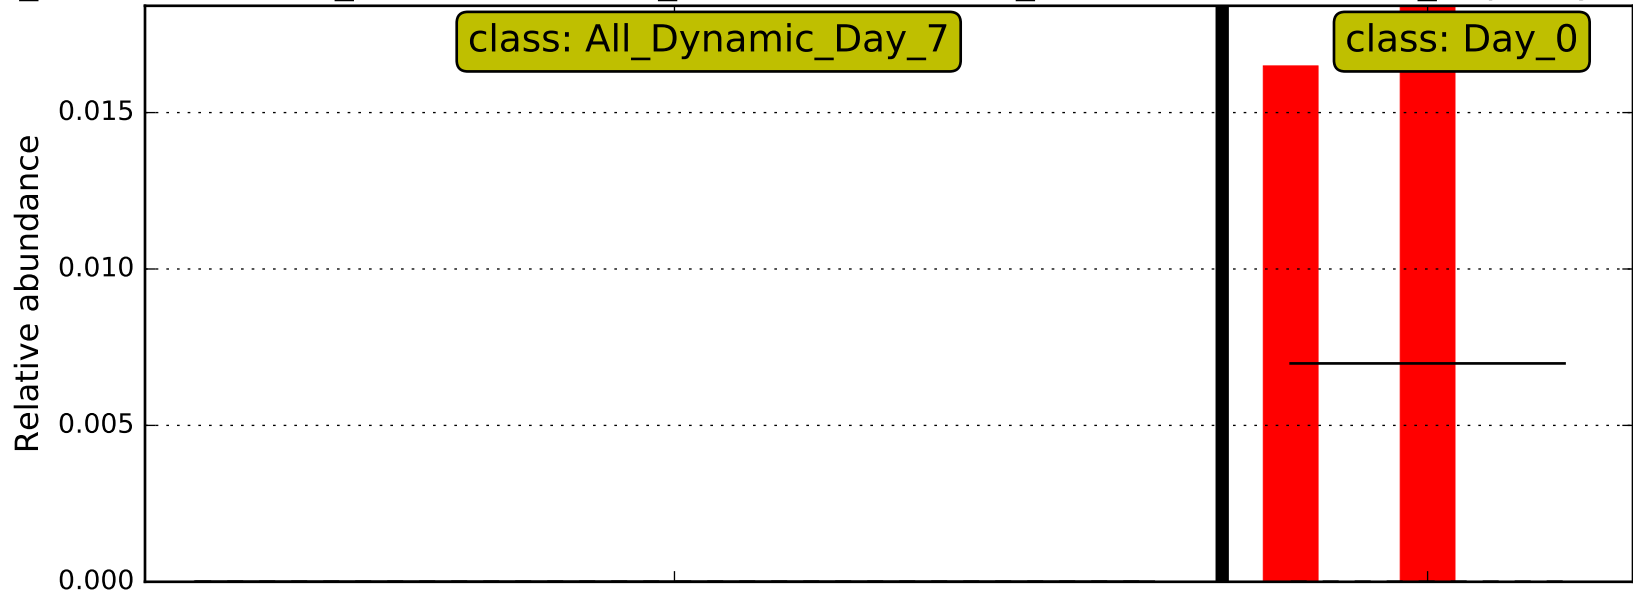 class: All_Dynamic_Day_7
class: Day_0
0.015
0.010
0.005
0.000
Relative abundance